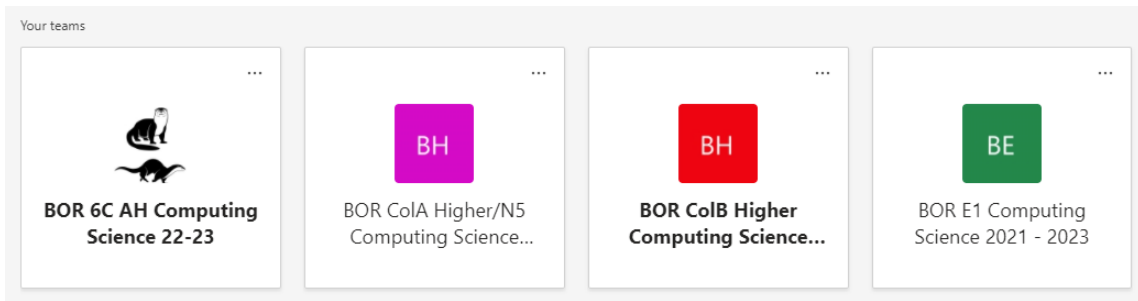 Your teams
...
...
...
...
BH
BH
BE
BOR 6C AH Computing
Science 22-23
BOR ColA Higher/N5
Computing Science...
BOR ColB Higher
Computing Science...
BOR E1 Computing
Science 2021 - 2023